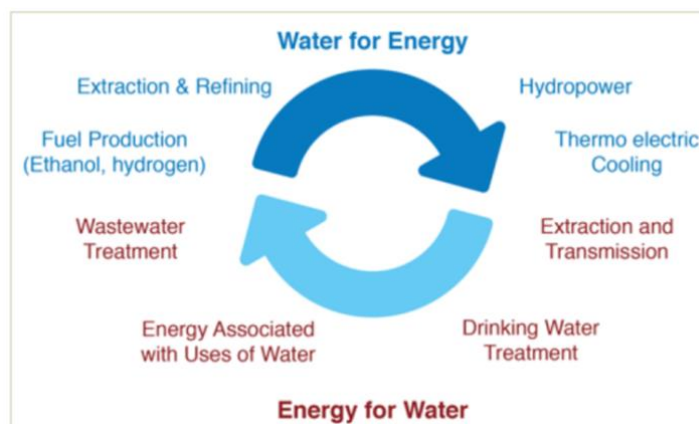 Water for Energy
Extraction & Refining
Hydropower
Fuel Production
(Ethanol, hydrogen)
Thermo electric
Cooling
Wastewater
Treatment
Extraction and
Transmission
Energy Associated
with Uses of Water
Drinking Water
Treatment
Energy for Water